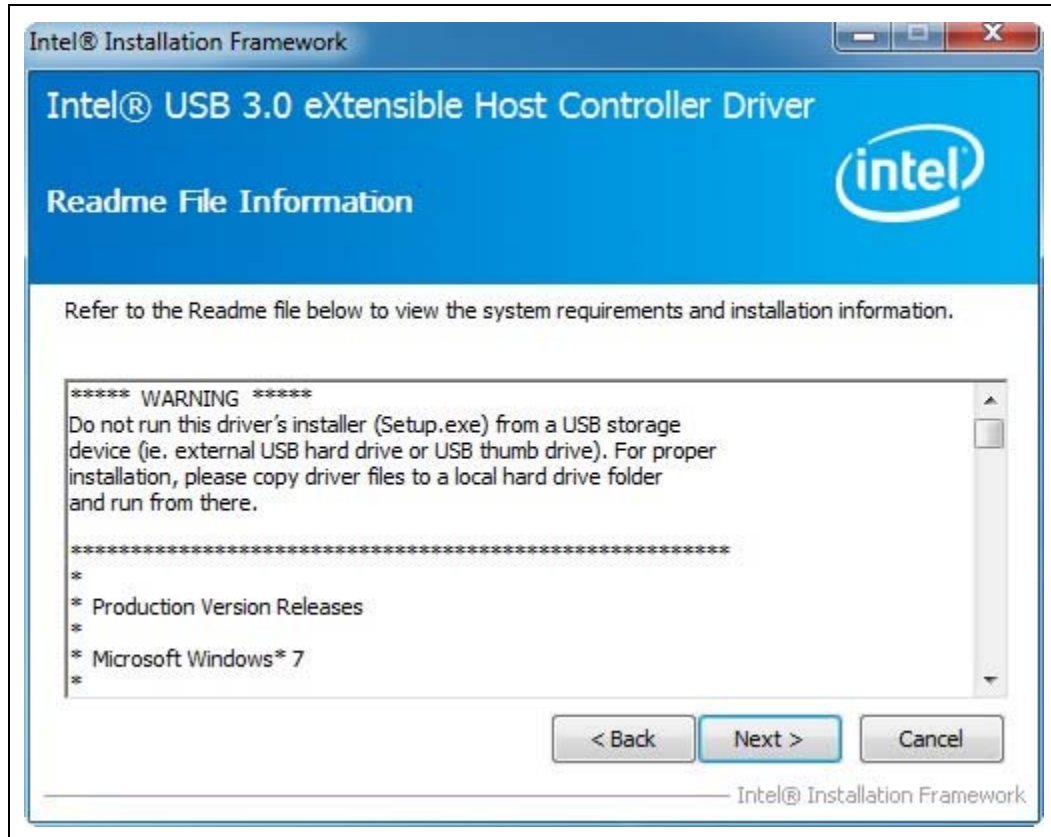 Intel® Installation Framework
Intel® USB 3.0 eXtensible Host Controller Driver
intel
Readme File Information
Refer to the Readme file below to view the system requirements and installation information.
***** WARNING *****
Do not run this driver's installer (Setup.exe) from a USB storage
device (ie. external USB hard drive or USB thumb drive). For proper
installation, please copy driver files to a local hard drive folder
and run from there.
*******************************************************
*
* Production Version Releases
*
* Microsoft Windows* 7
*
< Back Next > Cancel
Intel® Installation Framework